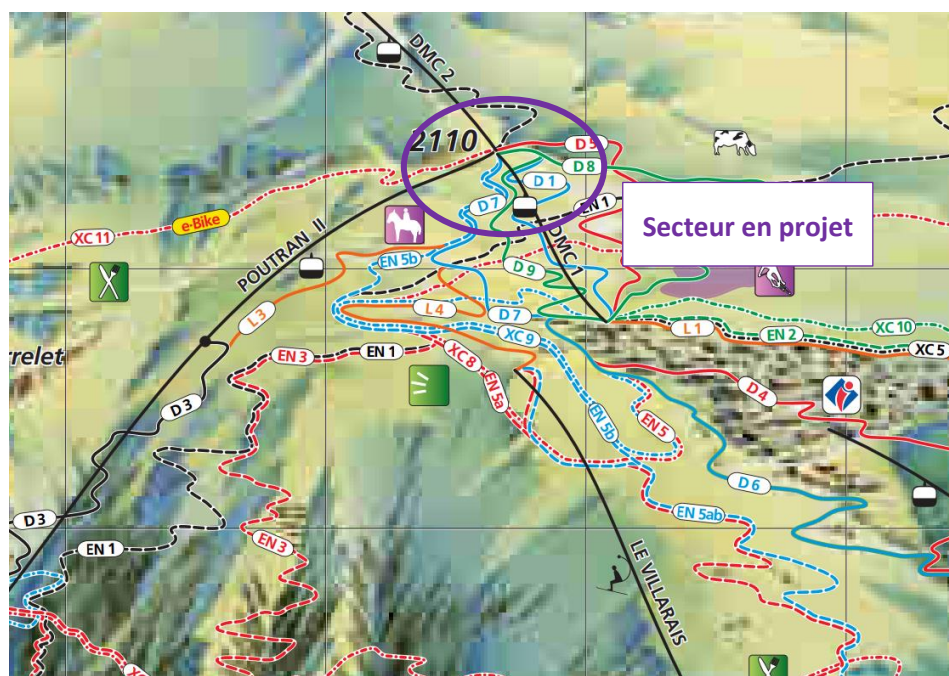 DMC 2
2110
D 5
D 8
D 1
D 7
EN 1
Secteur en projet
e-Bike
XC 11
POUTRAN II
EN 5b
DMC 1
D 9
L 3
L 4
D 7
L 1
EN 2
XC 10
XC 5
XC 9
rrelet
EN 3
EN 1
XC 8
EN 5a
D 4
D 3
EN 5b
EN 5
D 6
D 3
EN 5ab
EN 1
EN 3
LE VILLARAIS